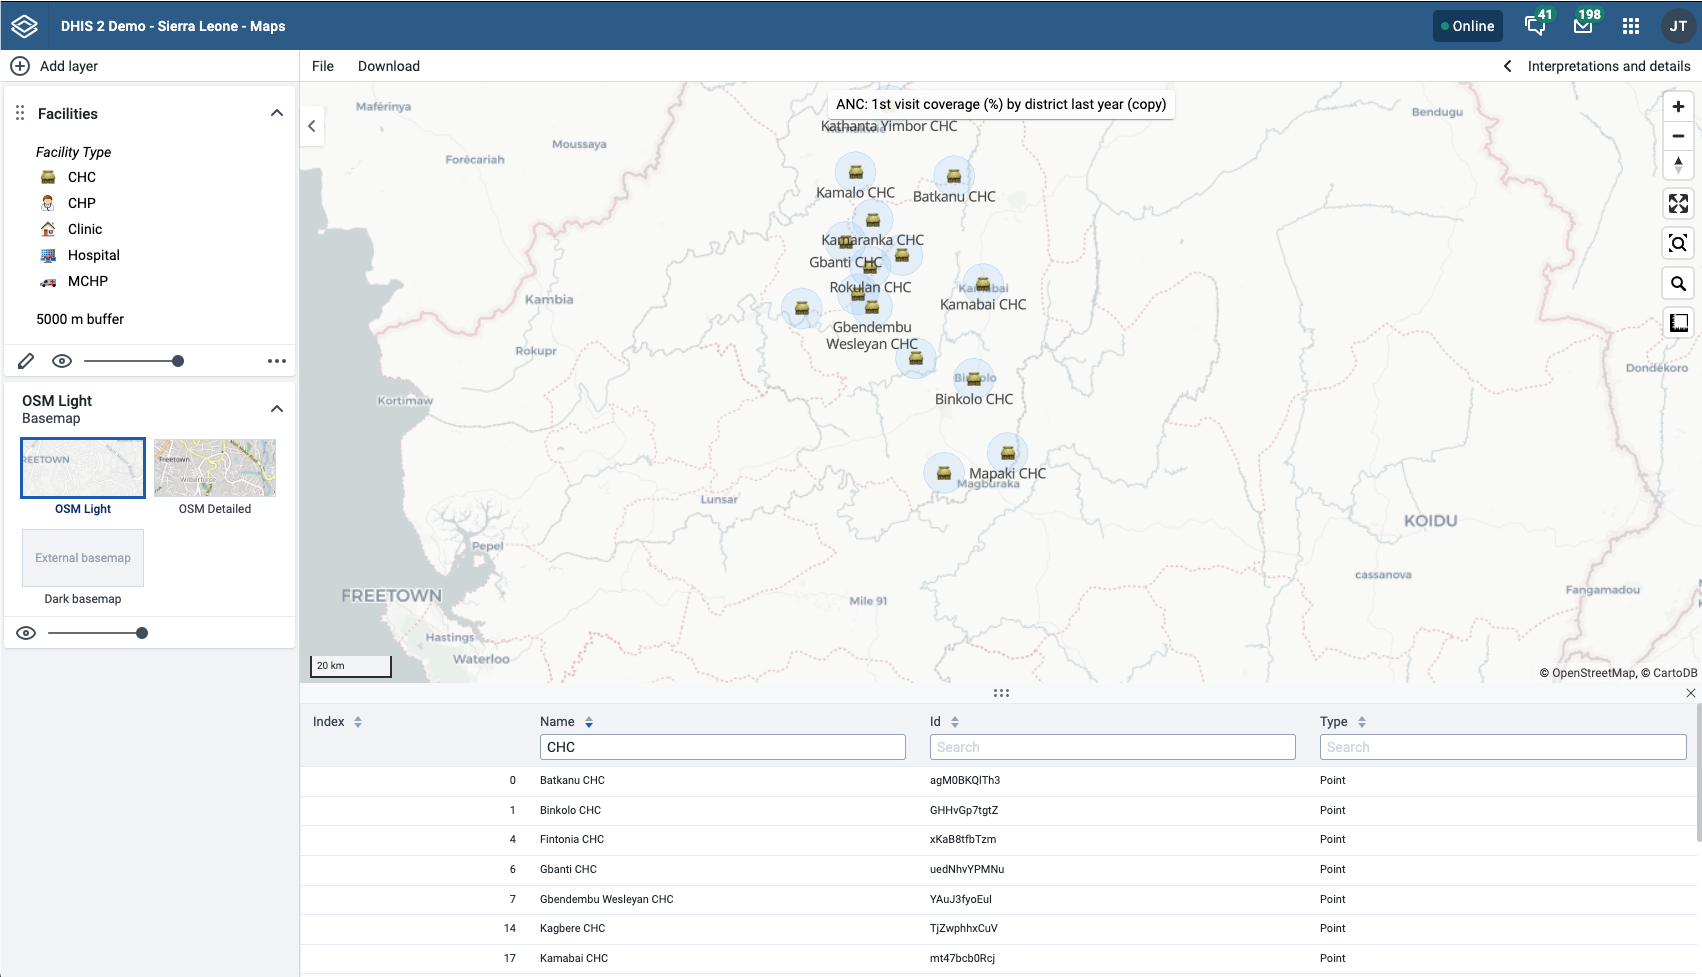 DHIS 2 Demo - Sierra Leone - Maps
Online
41
198
JT
Add layer
File
Download
Interpretations and details
Facilities
Facility Type
CHC
CHP
Clinic
Hospital
MCHP
5000 m buffer
OSM Light
Basemap
REETOWN
Freetown
Wilberforce
OSM Light
OSM Detailed
External basemap
Dark basemap
ANC: 1st visit coverage (%) by district last year (copy)
Maférinya
Kathanta Yimbor CHC
Bendugu
Moussaya
Forécariah
Kamalo CHC
Batkanu CHC
Kamaranka CHC
Gbanti CHC
Rokulan CHC
Kamabai
Kamabai CHC
Kambia
Gbendembu
Wesleyan CHC
Rokupr
Dondékoro
Binkolo
Binkolo CHC
Kortimaw
Mapaki CHC
Magburaka
Lunsar
KOIDU
Pepel
cassanova
Fangamadou
FREETOWN
Mile 91
Hastings
Waterloo
20 km
© OpenStreetMap, © CartoDB
Index
Name
Id
Type
CHC
Search
Search
0 Batkanu CHC agM0BKQlTh3 Point
1 Binkolo CHC GHHvGp7tgtZ Point
4 Fintonia CHC xKaB8tfbTzm Point
6 Gbanti CHC uedNhvYPMNu Point
7 Gbendembu Wesleyan CHC YAuJ3fyoEuI Point
14 Kagbere CHC TjZwphhxCuV Point
17 Kamabai CHC mt47bcb0Rcj Point